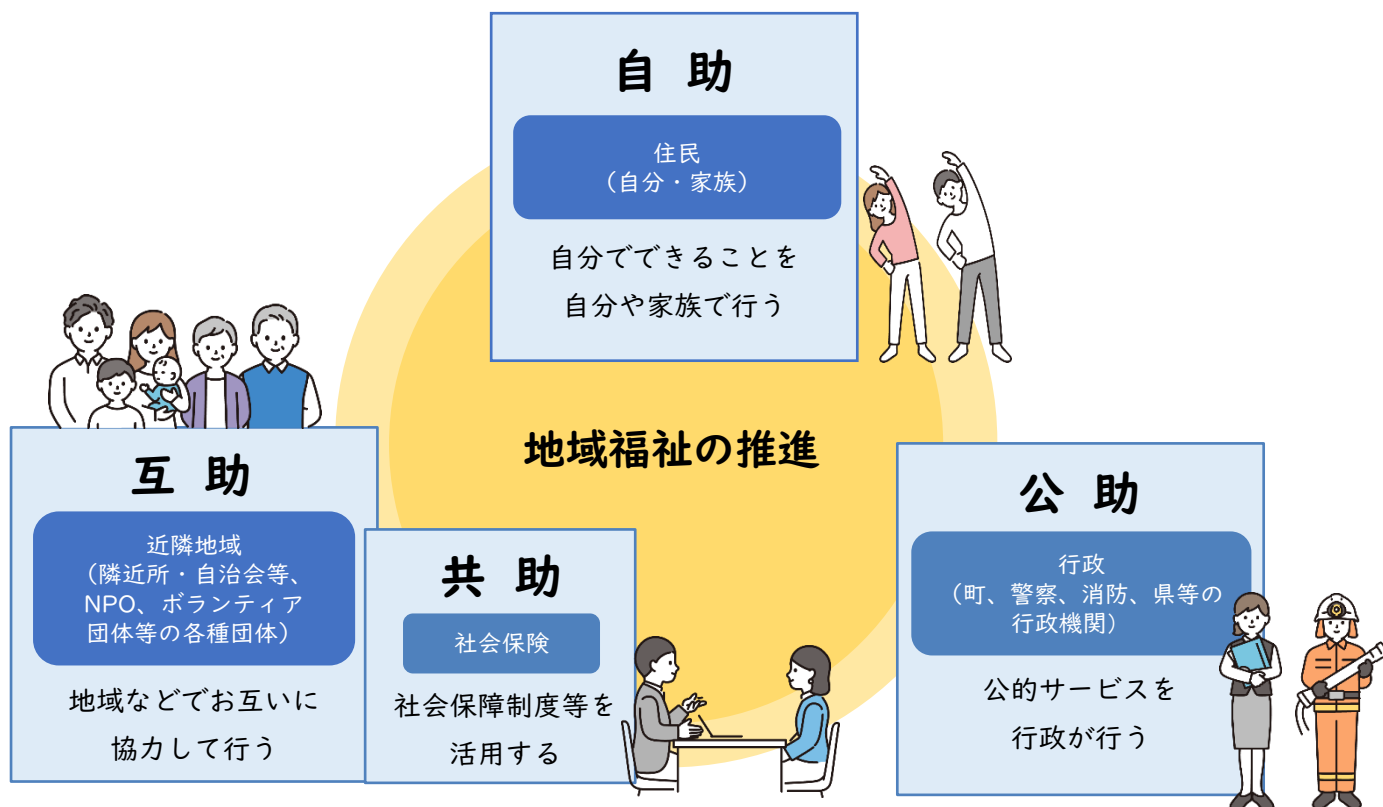 自助
住民
（自分・家族）
自分でできることを
自分や家族で行う
地域福祉の推進
互助
近隣地域
（隣近所・自治会等、
NPO、ボランティア
団体等の各種団体）
地域などでお互いに
協力して行う
共助
社会保険
社会保障制度等を
活用する
公助
行政
（町、警察、消防、県等の
行政機関）
公的サービスを
行政が行う